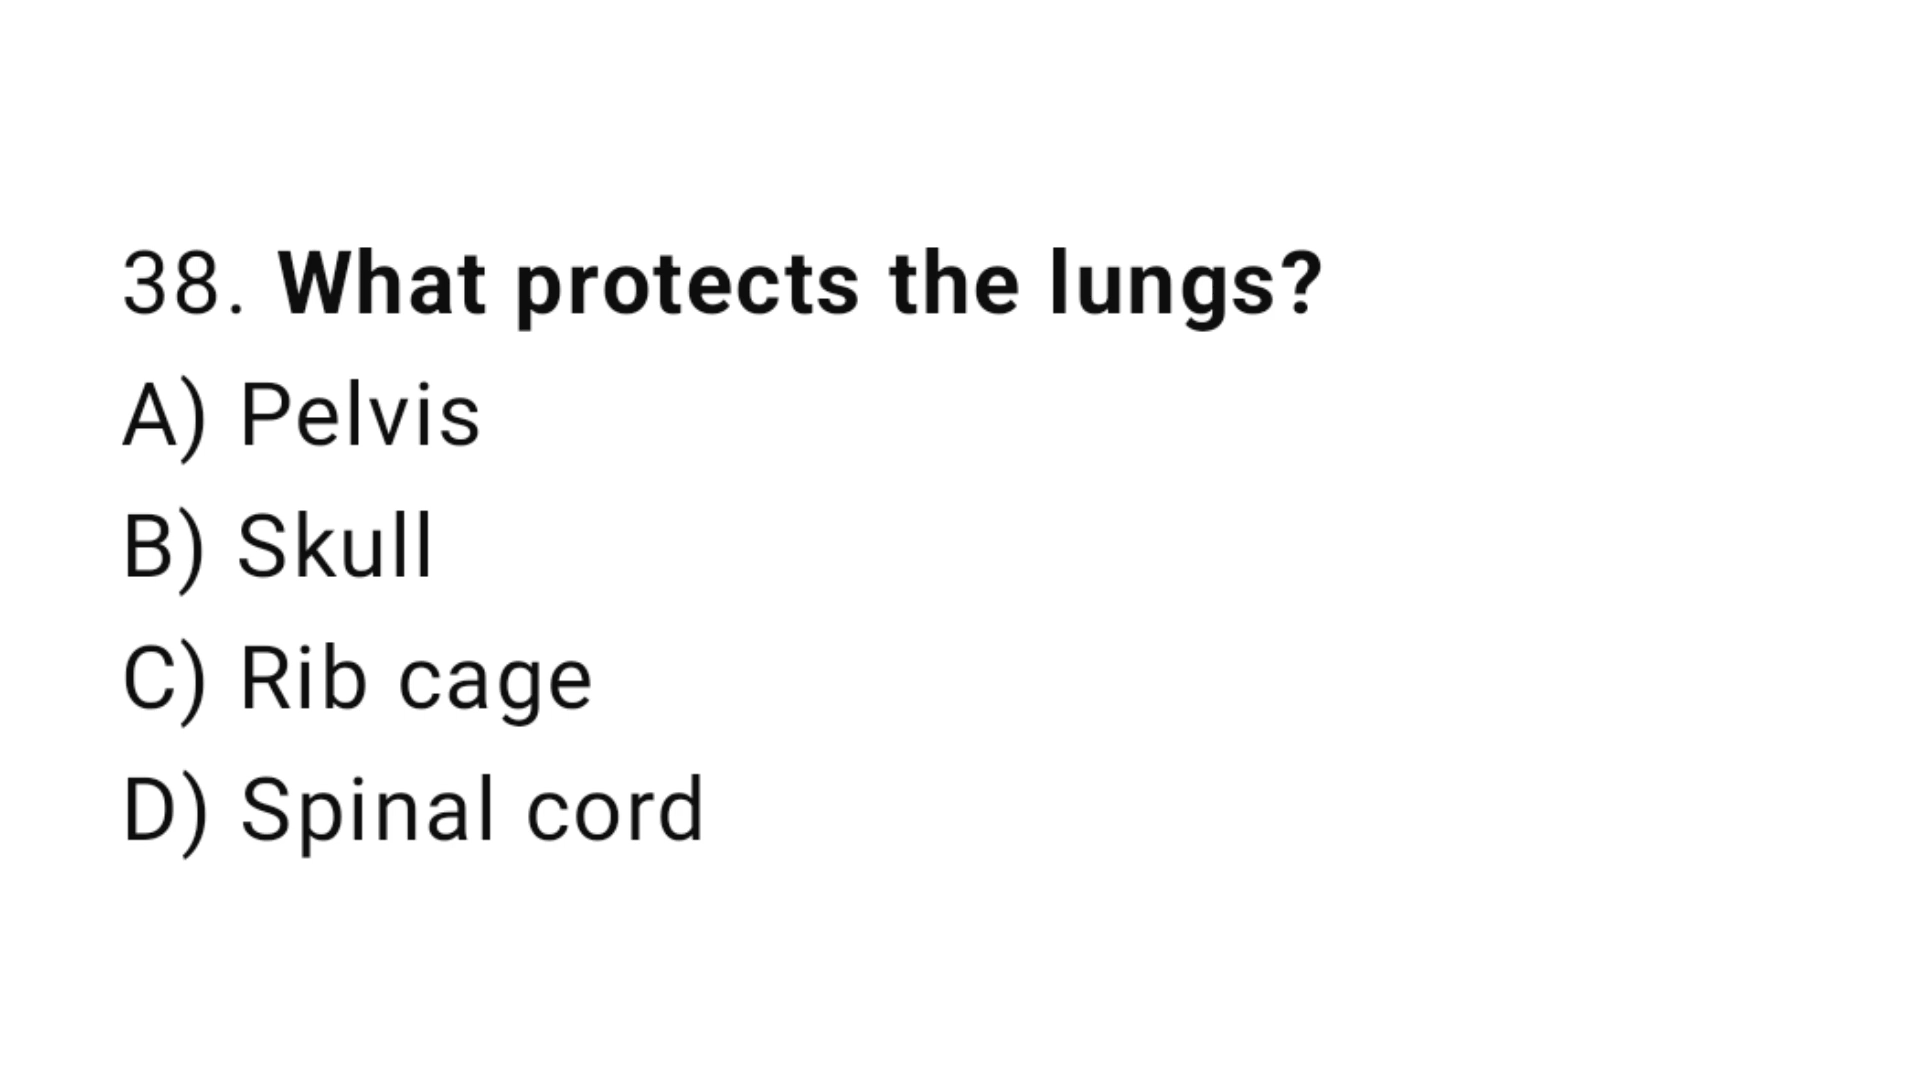 38. What protects the lungs?
A) Pelvis
B) Skull
C) Rib cage
D) Spinal cord